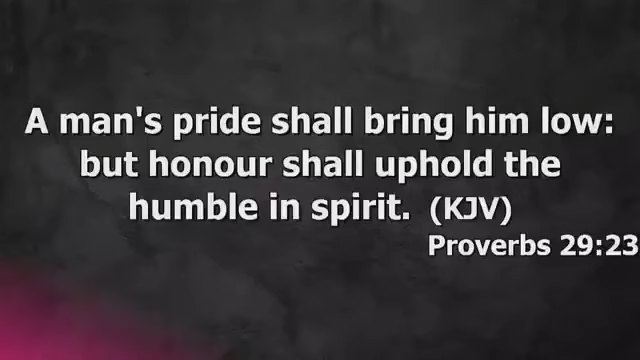 A man's pride shall bring him low:
but honour shall uphold the
humble in spirit. (KJV)
Proverbs 29:23